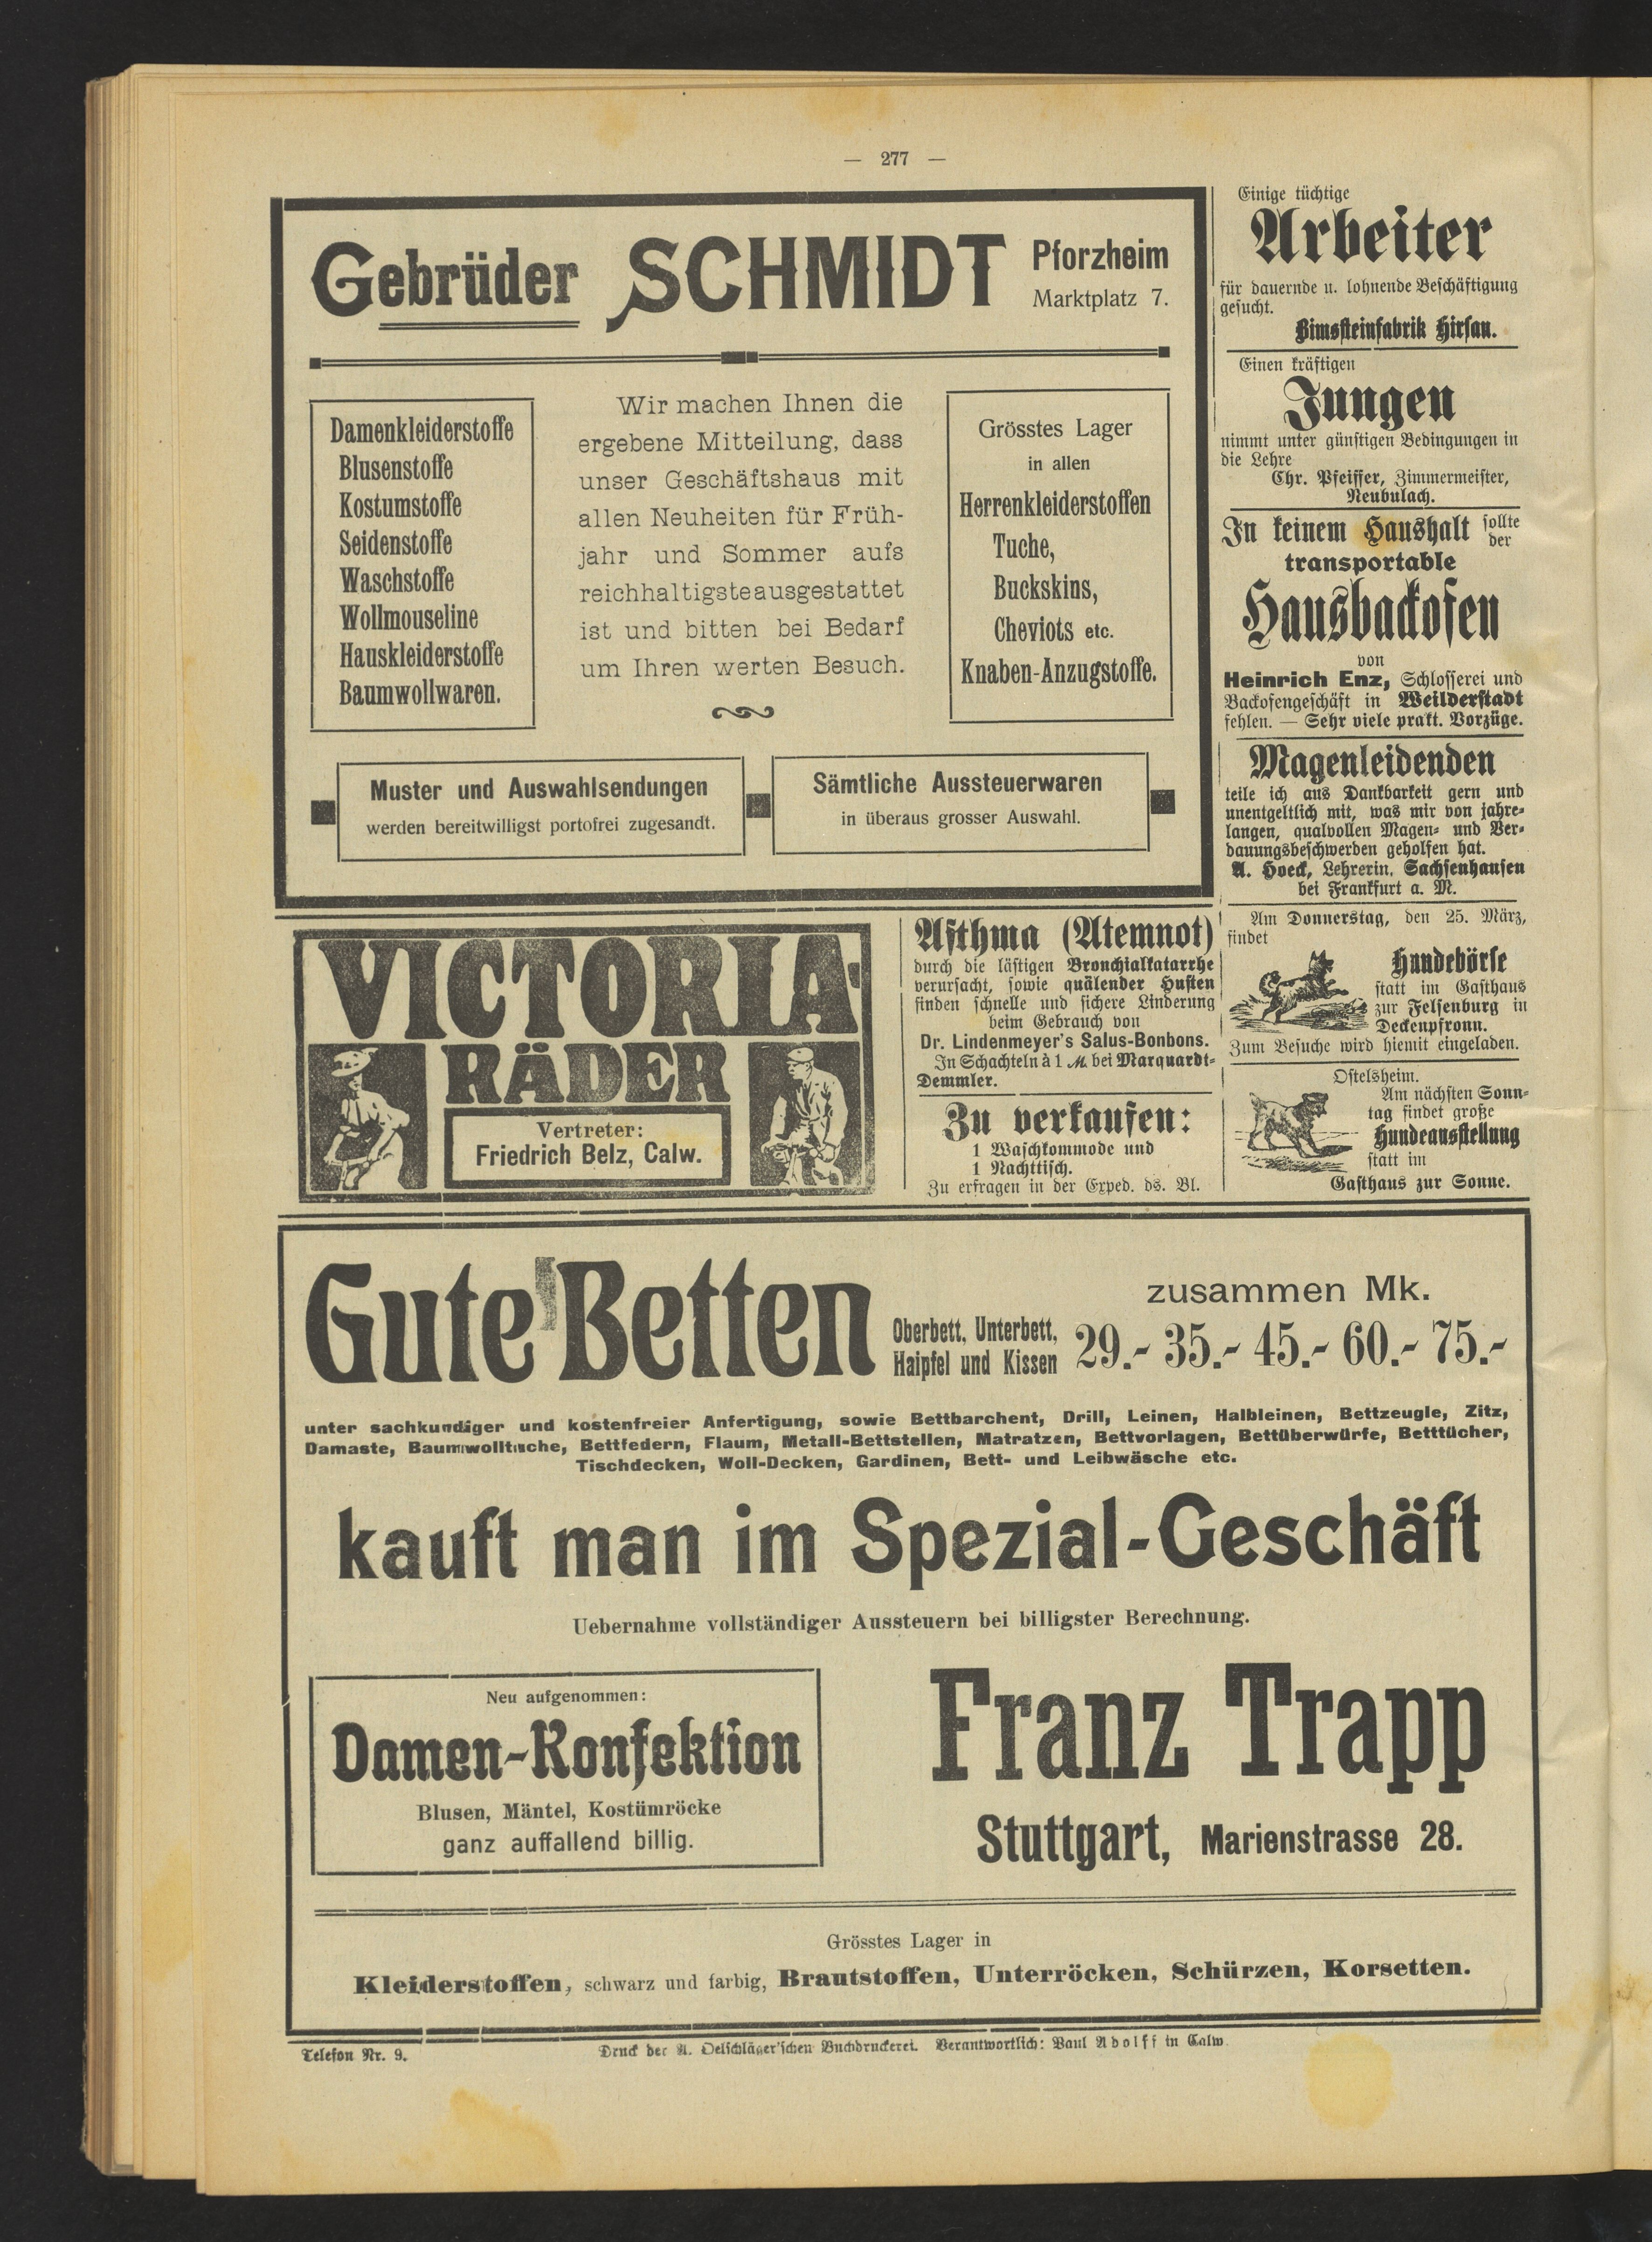 — 277 —
Gebrüder SCHMIDT Pforzheim
Marktplatz 7.
Damenkleiderstoffe
Blusenstoffe
Kostumstoffe
Seidenstoffe
Waschstoffe
Wollmouseline
Hauskleiderstoffe
Baumwollwaren.
Wir machen Ihnen die
ergebene Mitteilung, dass
unser Geschäftshaus mit
allen Neuheiten für Früh-
jahr und Sommer aufs
reichhaltigste ausgestattet
ist und bitten bei Bedarf
um Ihren werten Besuch.
Grösstes Lager
in allen
Herrenkleiderstoffen
Tuche,
Buckskins,
Cheviots etc.
Knaben-Anzugstoffe.
Muster und Auswahlsendungen
werden bereitwilligst portofrei zugesandt.
Sämtliche Aussteuerwaren
in überaus grosser Auswahl.
Einige tüchtige
Arbeiter
für dauernde u. lohnende Beschäftigung
gesucht.
Bimssteinfabrik Hirsau.
Einen kräftigen
Jungen
nimmt unter günstigen Bedingungen in
die Lehre
Chr. Pfeiffer, Zimmermeister,
Neubulach.
In keinem Haushalt sollte
der
transportable
Hausbackofen
von
Heinrich Enz, Schlosserei und
Backofengeschäft in Weilderstadt
fehlen. — Sehr viele prakt. Vorzüge.
Magenleidenden
teile ich aus Dankbarkeit gern und
unentgeltlich mit, was mir von jahre-
langen, qualvollen Magen- und Ver-
dauungsbeschwerden geholfen hat.
A. Hoeck, Lehrerin, Sachsenhausen
bei Frankfurt a. M.
Am Donnerstag, den 25. März,
findet
Hundebörse
statt im Gasthaus
zur Felsenburg in
Deckenpfronn.
Zum Besuche wird hiemit eingeladen.
Ostelsheim.
Am nächsten Sonn-
tag findet große
Hundeausstellung
statt im
Gasthaus zur Sonne.
VICTORIA
RÄDER
Vertreter:
Friedrich Belz, Calw.
Asthma (Atemnot)
durch die lästigen Bronchialkatarrhe
verursacht, sowie quälender Husten
finden schnelle und sichere Linderung
beim Gebrauch von
Dr. Lindenmeyer's Salus-Bonbons.
In Schachteln à 1 M. bei Marquardt-
Demmler.
Zu verkaufen:
1 Waschkommode und
1 Nachttisch.
Zu erfragen in der Exped. ds. Bl.
Gute Betten
Oberbett, Unterbett,
Haipfel und Kissen
zusammen Mk.
29.- 35.- 45.- 60.- 75.-
unter sachkundiger und kostenfreier Anfertigung, sowie Bettbarchent, Drill, Leinen, Halbleinen, Bettzeugle, Zitz,
Damaste, Baumwolltuche, Bettfedern, Flaum, Metall-Bettstellen, Matratzen, Bettvorlagen, Bettüberwürfe, Betttücher,
Tischdecken, Woll-Decken, Gardinen, Bett- und Leibwäsche etc.
kauft man im Spezial-Geschäft
Uebernahme vollständiger Aussteuern bei billigster Berechnung.
Neu aufgenommen:
Damen-Konfektion
Blusen, Mäntel, Kostümröcke
ganz auffallend billig.
Franz Trapp
Stuttgart, Marienstrasse 28.
Grösstes Lager in
Kleiderstoffen, schwarz und farbig, Brautstoffen, Unterröcken, Schürzen, Korsetten.
Telefon Nr. 9.
Druck der A. Oelschläger'schen Buchdruckerei. Verantwortlich: Paul Adolff in Calw.